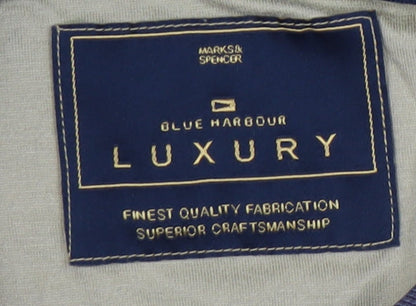 MARKS&
SPENCER
BLUE HARBOUR
LUXURY
FINEST QUALITY FABRICATION
SUPERIOR CRAFTSMANSHIP